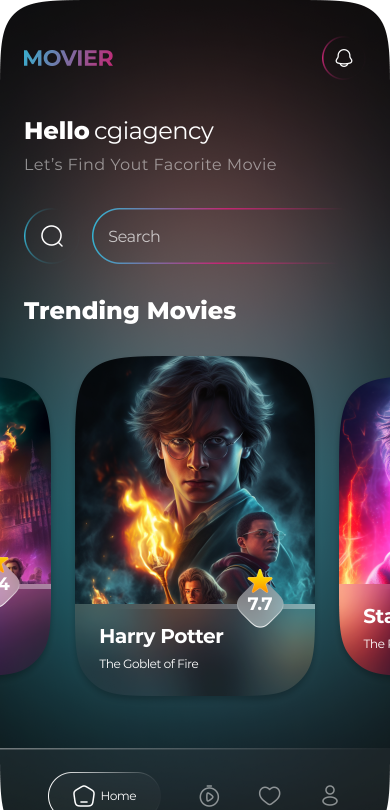 MOVIER
Hello cgiagency
Let's Find Yout Facorite Movie
Search
Trending Movies
4
7.7
Harry Potter
The Goblet of Fire
Sta
The
Home